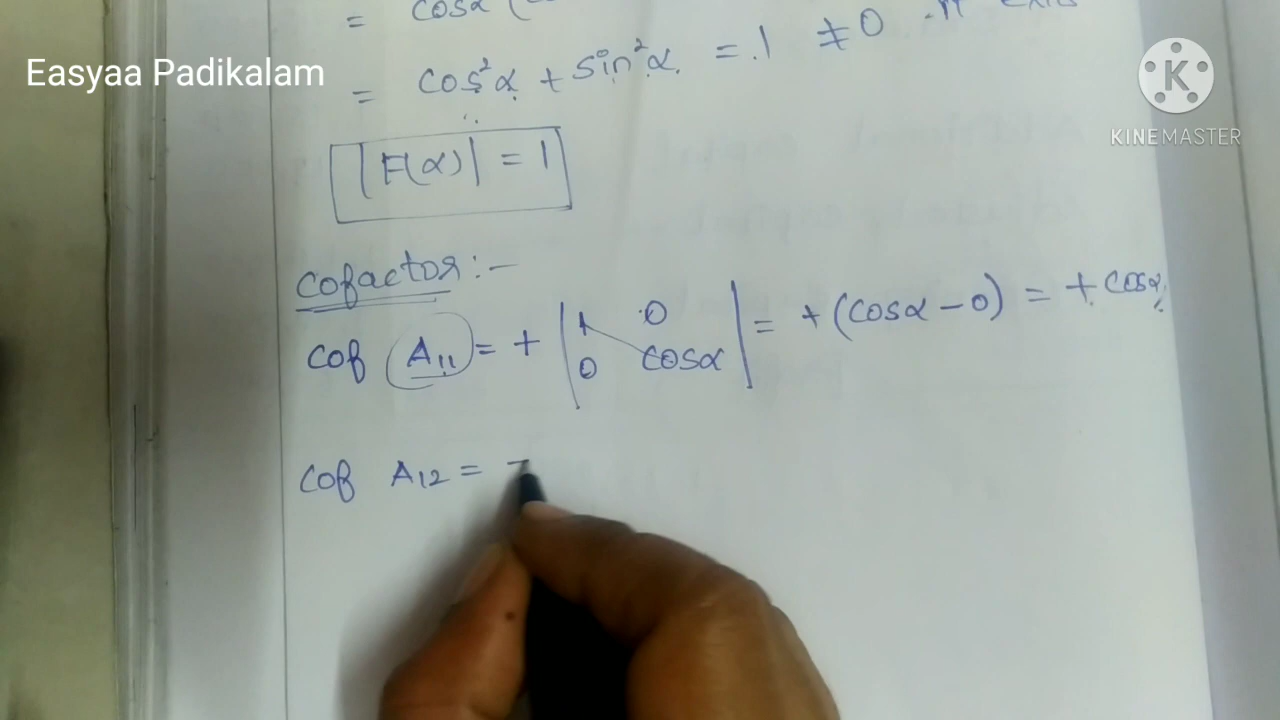 = cosα (
Easyaa Padikalam
= cos²α + sin²α = 1 ≠ 0
KINEMASTER
|F(α)| = 1
Cofactor :-
Cof (A₁₁) = + | 1 0 | = + (cosα - 0) = + cosα
| 0 cosα |
Cof A₁₂ = -